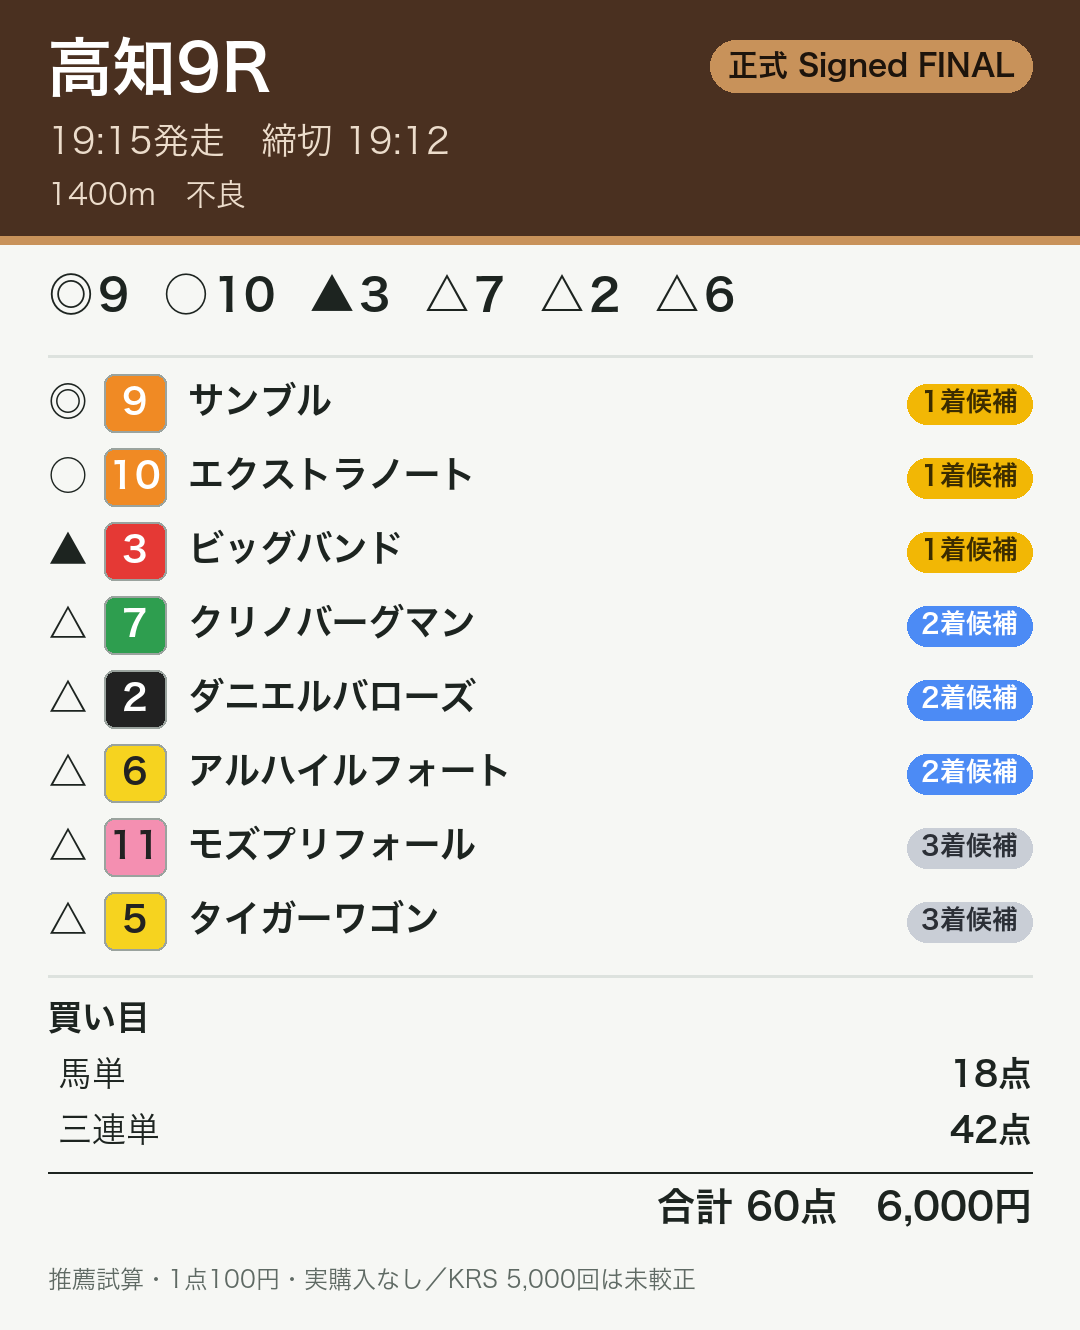 高知9R
正式 Signed FINAL
19:15発走　締切 19:12
1400m　不良
◎9 ○10 ▲3 △7 △2 △6
◎ 9 サンブル 1着候補
○ 10 エクストラノート 1着候補
▲ 3 ビッグバンド 1着候補
△ 7 クリノバーグマン 2着候補
△ 2 ダニエルバローズ 2着候補
△ 6 アルハイルフォート 2着候補
△ 11 モズプリフォール 3着候補
△ 5 タイガーワゴン 3着候補
買い目
馬単 18点
三連単 42点
合計 60点　6,000円
推薦試算・1点100円・実購入なし／KRS 5,000回は未較正